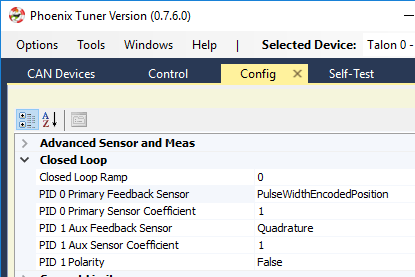 Phoenix Tuner Version (0.7.6.0)
Options Tools Windows Help | Selected Device: Talon 0 -
CAN Devices Control Config Self-Test
Advanced Sensor and Meas
Closed Loop
Closed Loop Ramp 0
PID 0 Primary Feedback Sensor PulseWidthEncodedPosition
PID 0 Primary Sensor Coefficient 1
PID 1 Aux Feedback Sensor Quadrature
PID 1 Aux Sensor Coefficient 1
PID 1 Polarity False